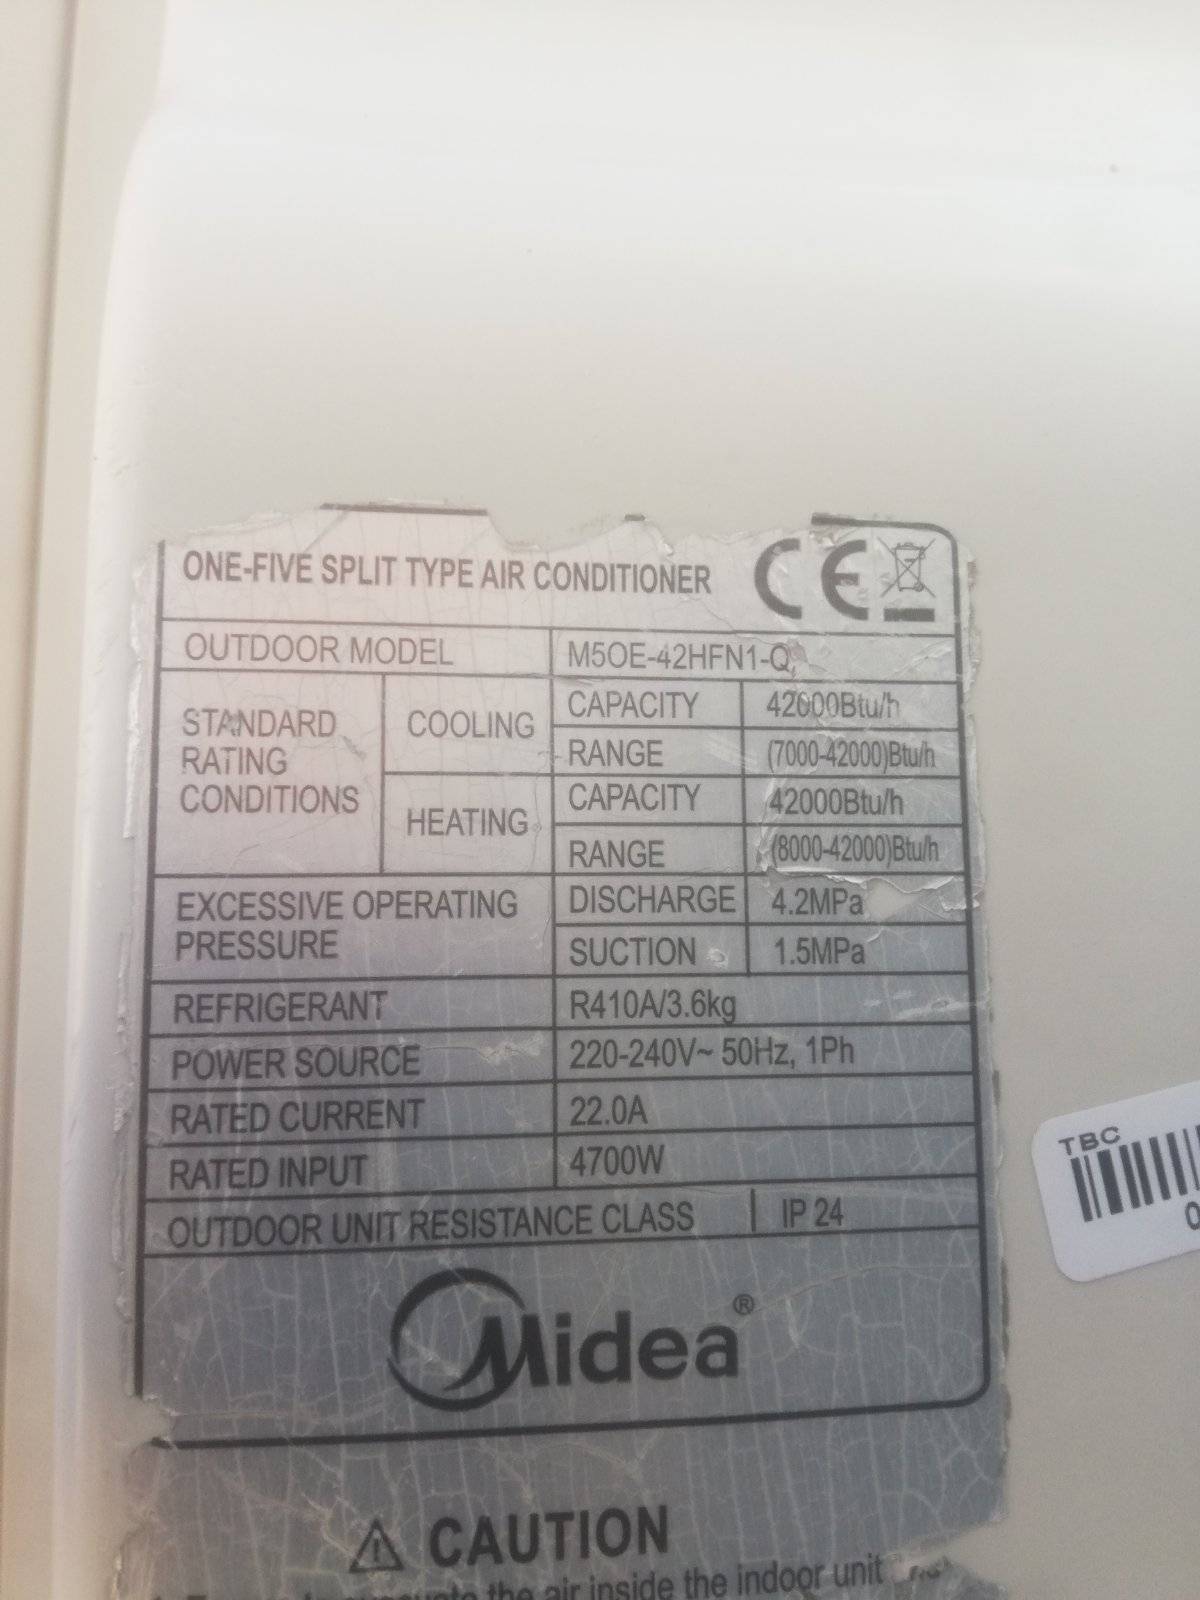 ONE-FIVE SPLIT TYPE AIR CONDITIONER CE
OUTDOOR MODEL M5OE-42HFN1-Q
STANDARD RATING CONDITIONS
COOLING
CAPACITY 42000Btu/h
RANGE (7000-42000)Btu/h
HEATING
CAPACITY 42000Btu/h
RANGE (8000-42000)Btu/h
EXCESSIVE OPERATING PRESSURE
DISCHARGE 4.2MPa
SUCTION 1.5MPa
REFRIGERANT R410A/3.6kg
POWER SOURCE 220-240V~ 50Hz, 1Ph
RATED CURRENT 22.0A
RATED INPUT 4700W
OUTDOOR UNIT RESISTANCE CLASS IP 24
Midea®
TBC
0
CAUTION
the air inside the indoor unit